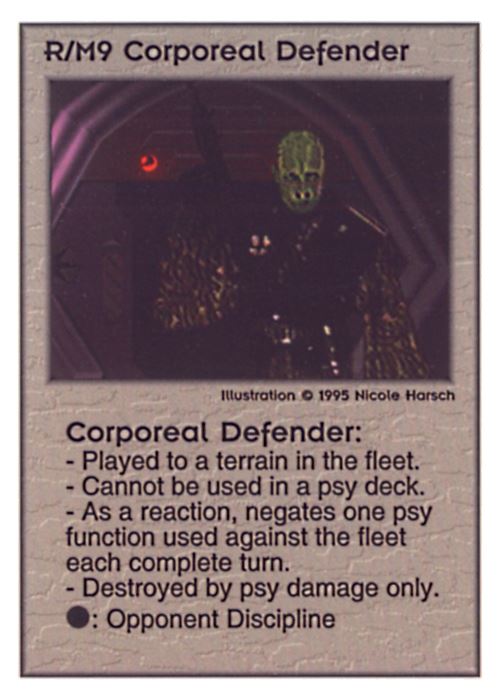 R/M9 Corporeal Defender
Illustration © 1995 Nicole Harsch
Corporeal Defender:
- Played to a terrain in the fleet.
- Cannot be used in a psy deck.
- As a reaction, negates one psy
function used against the fleet
each complete turn.
- Destroyed by psy damage only.
●: Opponent Discipline